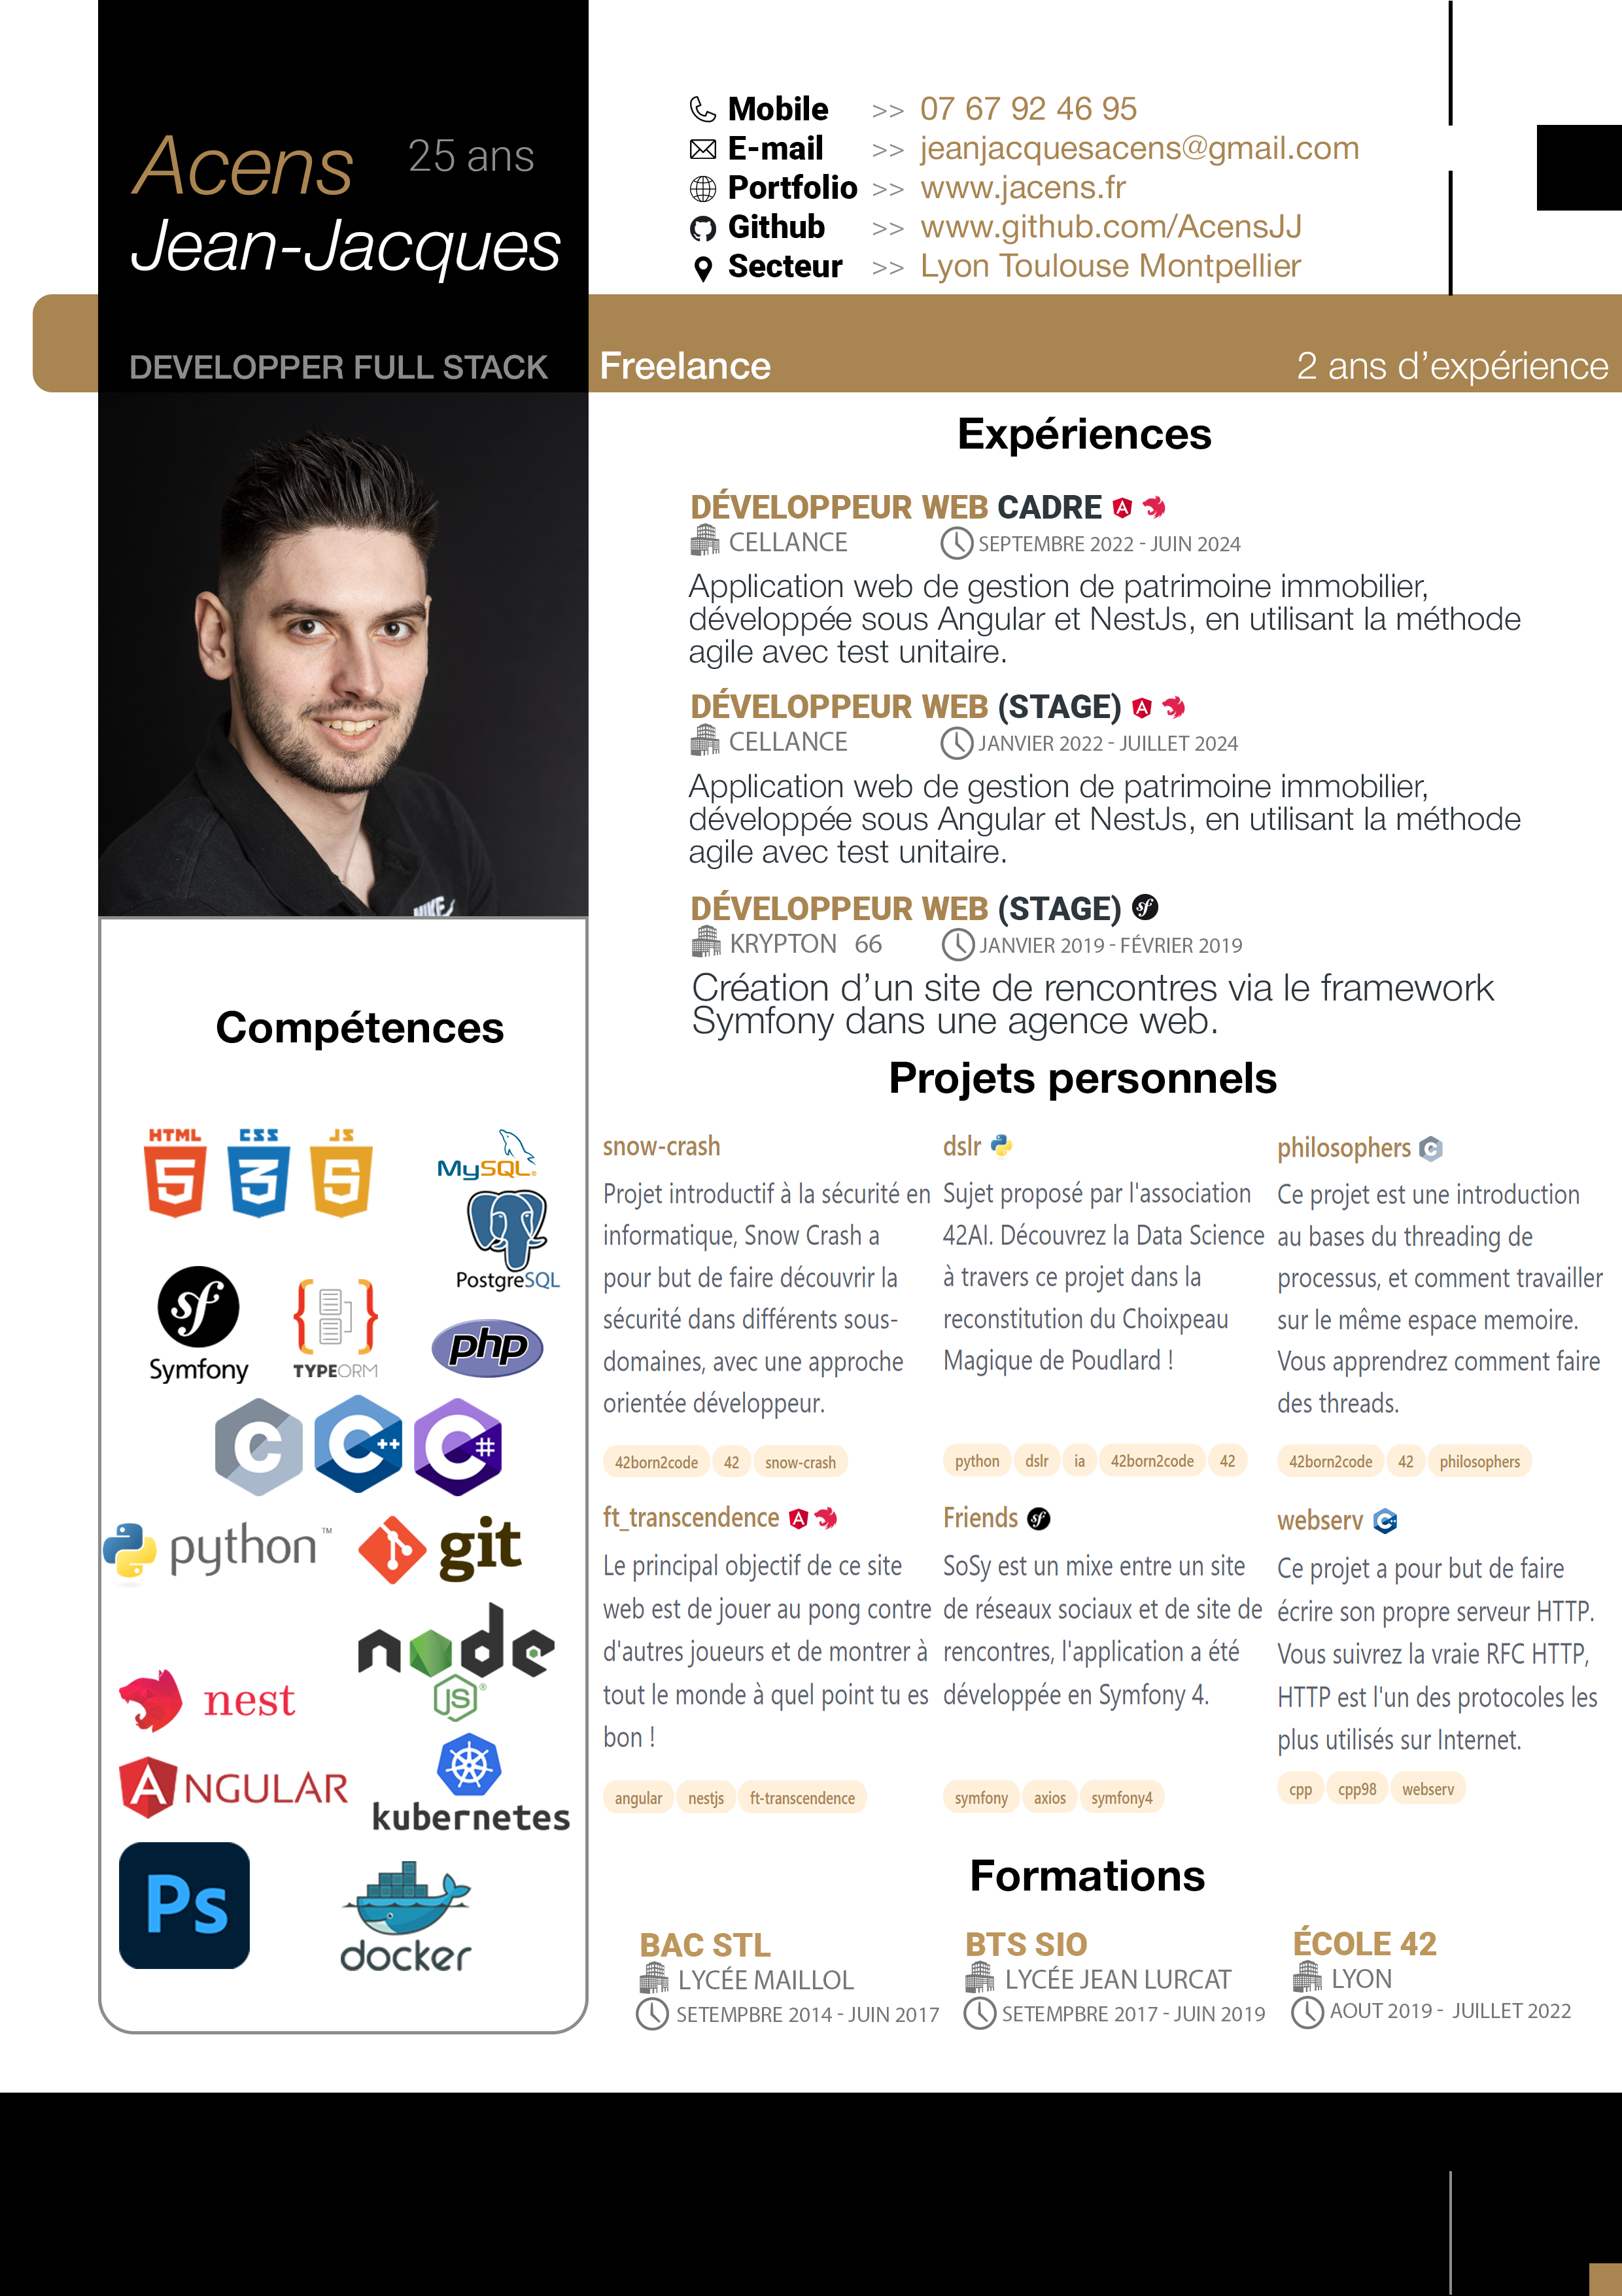 Acens 25 ans
Jean-Jacques
Mobile >> 07 67 92 46 95
E-mail >> jeanjacquesacens@gmail.com
Portfolio >> www.jacens.fr
Github >> www.github.com/AcensJJ
Secteur >> Lyon Toulouse Montpellier
DEVELOPPER FULL STACK
Freelance
2 ans d’expérience
NIKE
Compétences
HTML
5
CSS
3
JS
5
MySQL®
PostgreSQL
sf
Symfony
TYPEORM
php
C
C++
C#
python™
git
node
JS®
nest
ANGULAR
kubernetes
Ps
docker
Expériences
DÉVELOPPEUR WEB CADRE
CELLANCE
SEPTEMBRE 2022 - JUIN 2024
Application web de gestion de patrimoine immobilier,
développée sous Angular et NestJs, en utilisant la méthode
agile avec test unitaire.
DÉVELOPPEUR WEB (STAGE)
CELLANCE
JANVIER 2022 - JUILLET 2024
Application web de gestion de patrimoine immobilier,
développée sous Angular et NestJs, en utilisant la méthode
agile avec test unitaire.
DÉVELOPPEUR WEB (STAGE)
KRYPTON 66
JANVIER 2019 - FÉVRIER 2019
Création d’un site de rencontres via le framework
Symfony dans une agence web.
Projets personnels
snow-crash
Projet introductif à la sécurité en
informatique, Snow Crash a
pour but de faire découvrir la
sécurité dans différents sous-
domaines, avec une approche
orientée développeur.
42born2code 42 snow-crash
dslr
Sujet proposé par l'association
42AI. Découvrez la Data Science
à travers ce projet dans la
reconstitution du Choixpeau
Magique de Poudlard !
python dslr ia 42born2code 42
philosophers
Ce projet est une introduction
au bases du threading de
processus, et comment travailler
sur le même espace memoire.
Vous apprendrez comment faire
des threads.
42born2code 42 philosophers
ft_transcendence
Le principal objectif de ce site
web est de jouer au pong contre
d'autres joueurs et de montrer à
tout le monde à quel point tu es
bon !
angular nestjs ft-transcendence
Friends
SoSy est un mixe entre un site
de réseaux sociaux et de site de
rencontres, l'application a été
développée en Symfony 4.
symfony axios symfony4
webserv
Ce projet a pour but de faire
écrire son propre serveur HTTP.
Vous suivrez la vraie RFC HTTP,
HTTP est l'un des protocoles les
plus utilisés sur Internet.
cpp cpp98 webserv
Formations
BAC STL
LYCÉE MAILLOL
SETEMPBRE 2014 - JUIN 2017
BTS SIO
LYCÉE JEAN LURCAT
SETEMPBRE 2017 - JUIN 2019
ÉCOLE 42
LYON
AOUT 2019 - JUILLET 2022